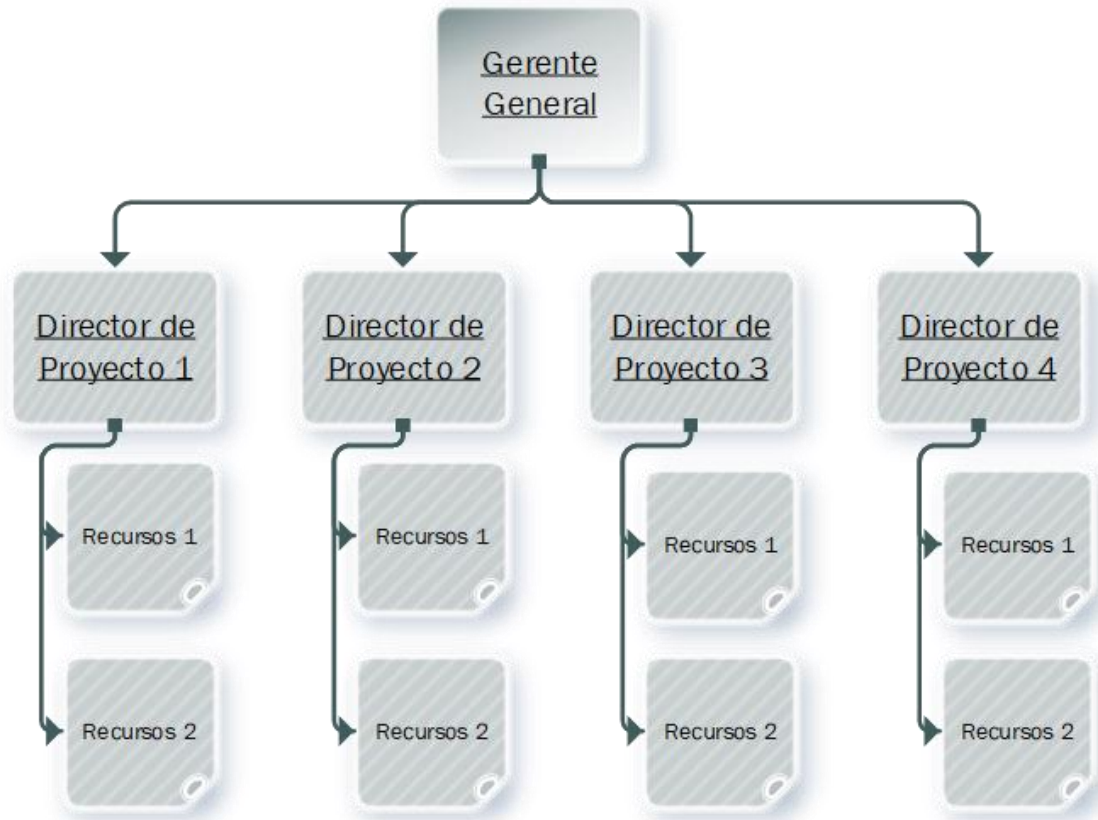 Gerente
General
Director de
Proyecto 1
Director de
Proyecto 2
Director de
Proyecto 3
Director de
Proyecto 4
Recursos 1
Recursos 1
Recursos 1
Recursos 1
Recursos 2
Recursos 2
Recursos 2
Recursos 2